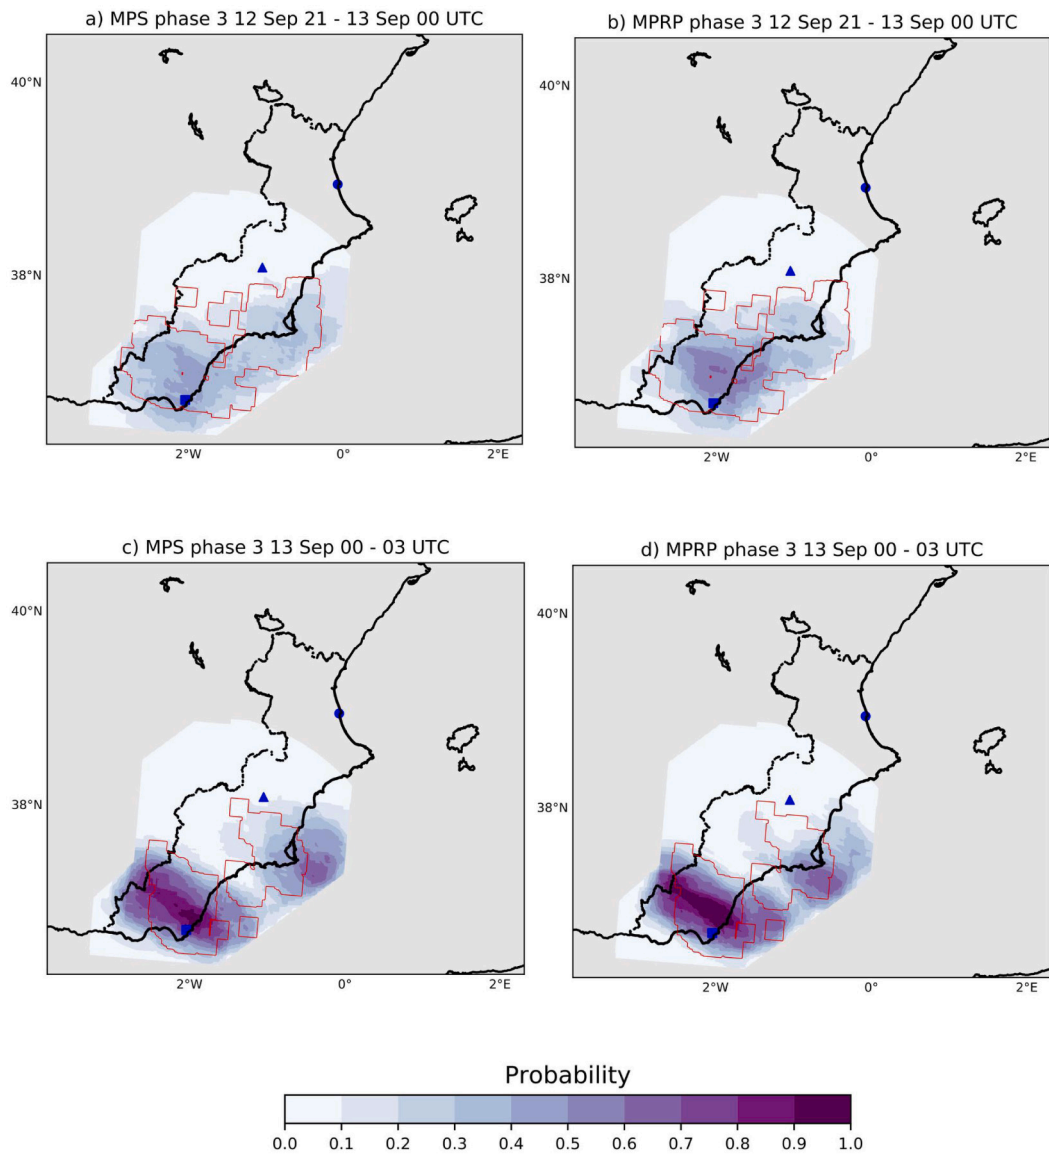 a) MPS phase 3 12 Sep 21 - 13 Sep 00 UTC
b) MPRP phase 3 12 Sep 21 - 13 Sep 00 UTC
40°N
38°N
2°W
0°
2°E
40°N
38°N
2°W
0°
2°E
c) MPS phase 3 13 Sep 00 - 03 UTC
d) MPRP phase 3 13 Sep 00 - 03 UTC
40°N
38°N
2°W
0°
2°E
40°N
38°N
2°W
0°
2°E
Probability
0.0 0.1 0.2 0.3 0.4 0.5 0.6 0.7 0.8 0.9 1.0